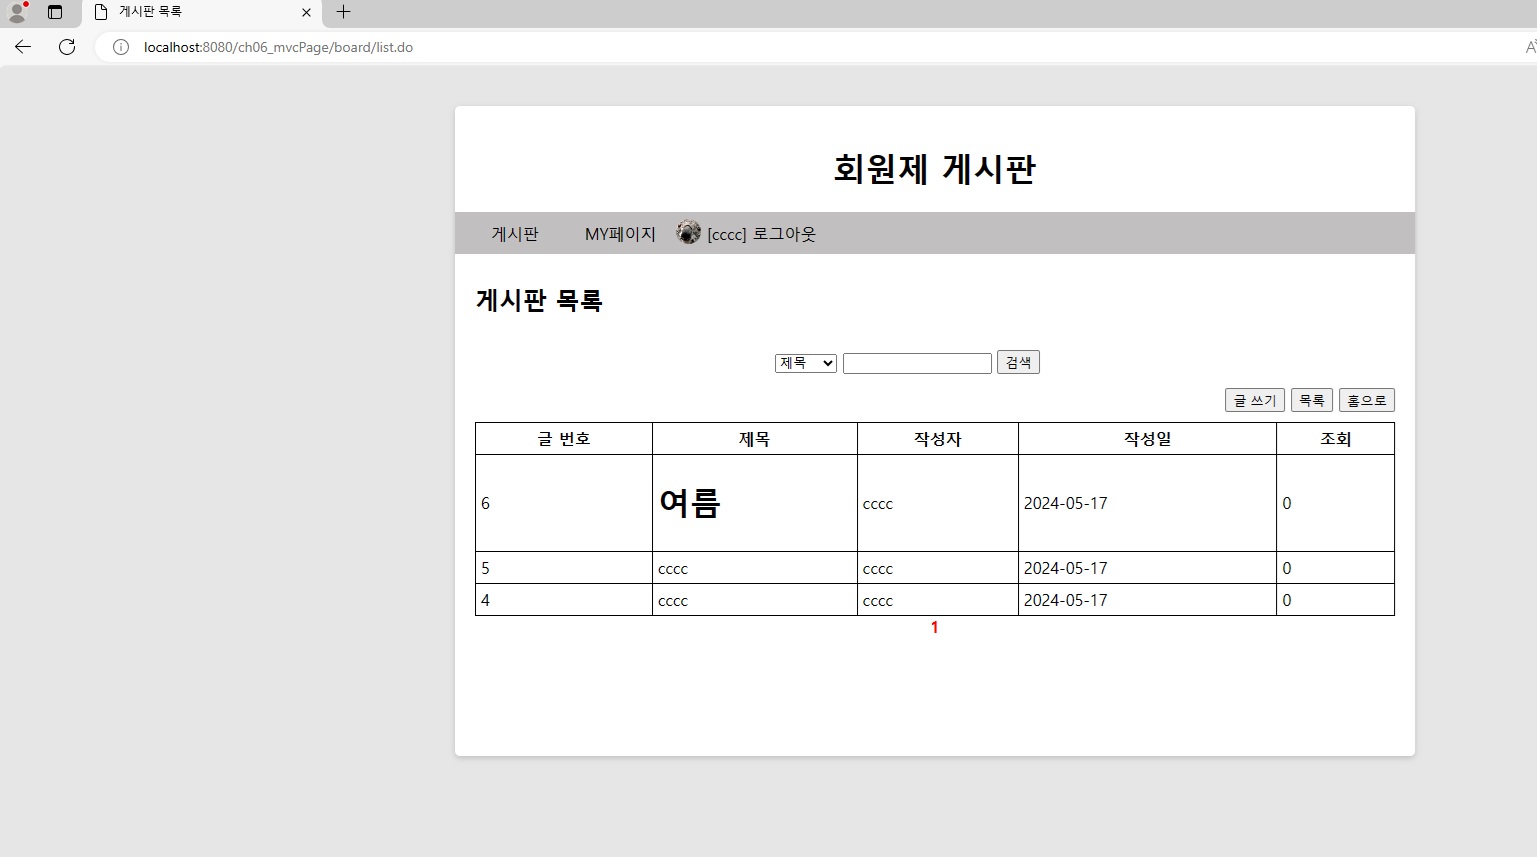 게시판 목록
localhost:8080/ch06_mvcPage/board/list.do
회원제 게시판
게시판 MY페이지 [cccc] 로그아웃
게시판 목록
제목 검색
글 쓰기 목록 홈으로
글 번호 제목 작성자 작성일 조회
6 여름 cccc 2024-05-17 0
5 cccc cccc 2024-05-17 0
4 cccc cccc 2024-05-17 0
1